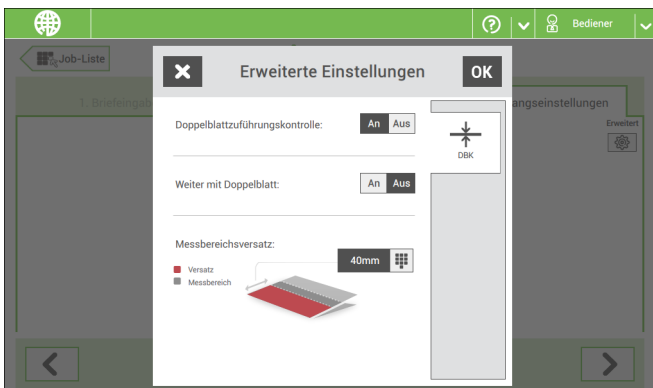 Bediener
Job-Liste
Erweiterte Einstellungen
OK
1. Briefeingab
angseinstellungen
Erweitert
Doppelblattzuführungskontrolle:
An Aus
DBK
Weiter mit Doppelblatt:
An Aus
Messbereichsversatz:
40mm
Versatz
Messbereich